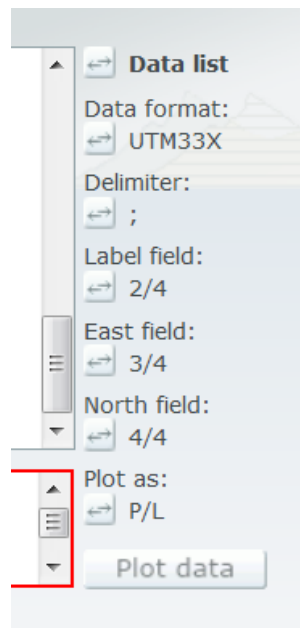 Data list
Data format:
UTM33X
Delimiter:
;
Label field:
2/4
East field:
3/4
North field:
4/4
Plot as:
P/L
Plot data